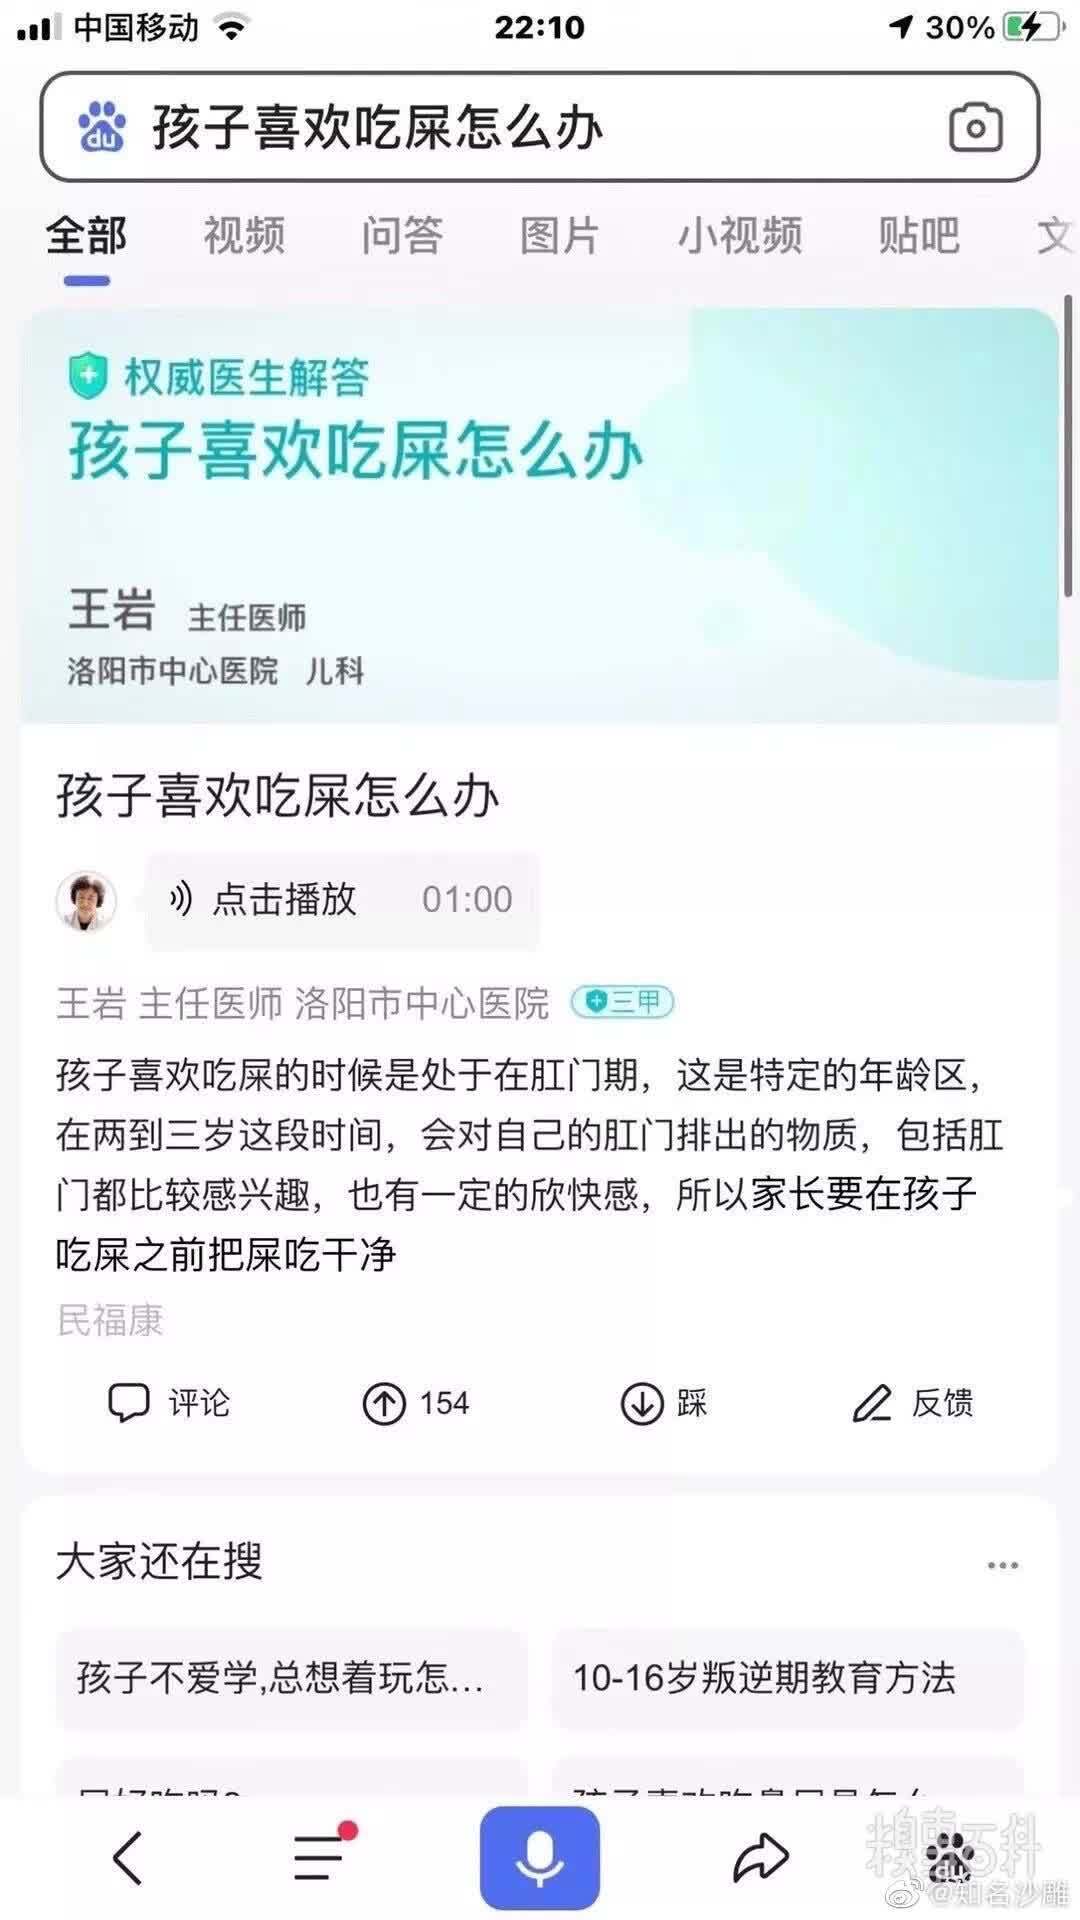 中国移动
22:10
30%
du
孩子喜欢吃屎怎么办
全部 视频 问答 图片 小视频 贴吧 文
权威医生解答
孩子喜欢吃屎怎么办
王岩 主任医师
洛阳市中心医院 儿科
孩子喜欢吃屎怎么办
点击播放 01:00
王岩 主任医师 洛阳市中心医院 三甲
孩子喜欢吃屎的时候是处于在肛门期，这是特定的年龄区，
在两到三岁这段时间，会对自己的肛门排出的物质，包括肛
门都比较感兴趣，也有一定的欣快感，所以家长要在孩子
吃屎之前把屎吃干净
民福康
评论 154 踩 反馈
大家还在搜
孩子不爱学,总想着玩怎... 10-16岁叛逆期教育方法
糗事百科
du
@知名沙雕